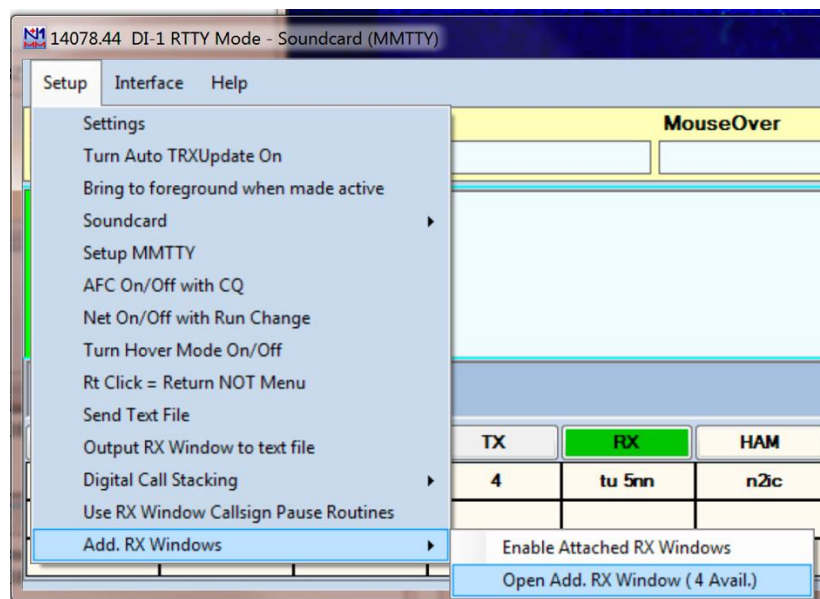 N1 MM 14078.44 DI-1 RTTY Mode - Soundcard (MMTTY)
Setup Interface Help
MouseOver
Settings
Turn Auto TRXUpdate On
Bring to foreground when made active
Soundcard
Setup MMTTY
AFC On/Off with CQ
Net On/Off with Run Change
Turn Hover Mode On/Off
Rt Click = Return NOT Menu
Send Text File
Output RX Window to text file
TX RX HAM
Digital Call Stacking
4 tu 5nn n2ic
Use RX Window Callsign Pause Routines
Add. RX Windows
Enable Attached RX Windows
Open Add. RX Window ( 4 Avail.)